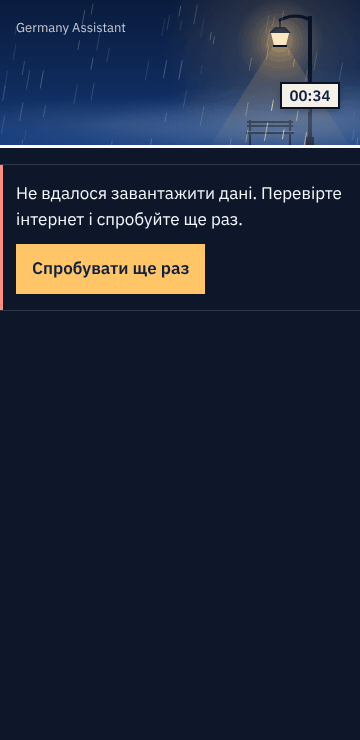 Germany Assistant
00:34
Не вдалося завантажити дані. Перевірте
інтернет і спробуйте ще раз.
Спробувати ще раз